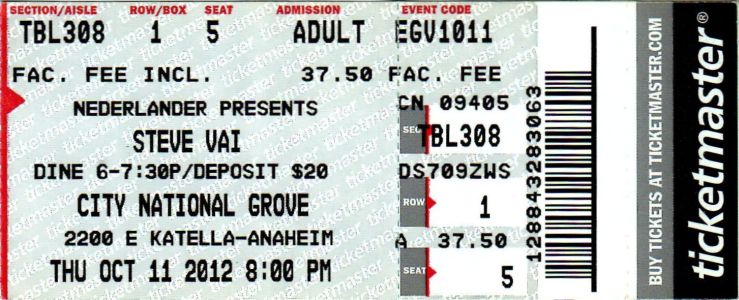 SECTION/AISLE ROW/BOX SEAT ADMISSION EVENT CODE
TBL308 1 5 ADULT EGV1011
FAC. FEE INCL. 37.50 FAC. FEE
NEDERLANDER PRESENTS
STEVE VAI
DINE 6-7:30P/DEPOSIT $20
CITY NATIONAL GROVE
2200 E KATELLA-ANAHEIM
THU OCT 11 2012 8:00 PM
CN 09405
SEC TBL308
DS709ZWS
ROW 1
A 37.50
SEAT 5
1288432283063
BUY TICKETS AT TICKETMASTER.COM
ticketmaster®